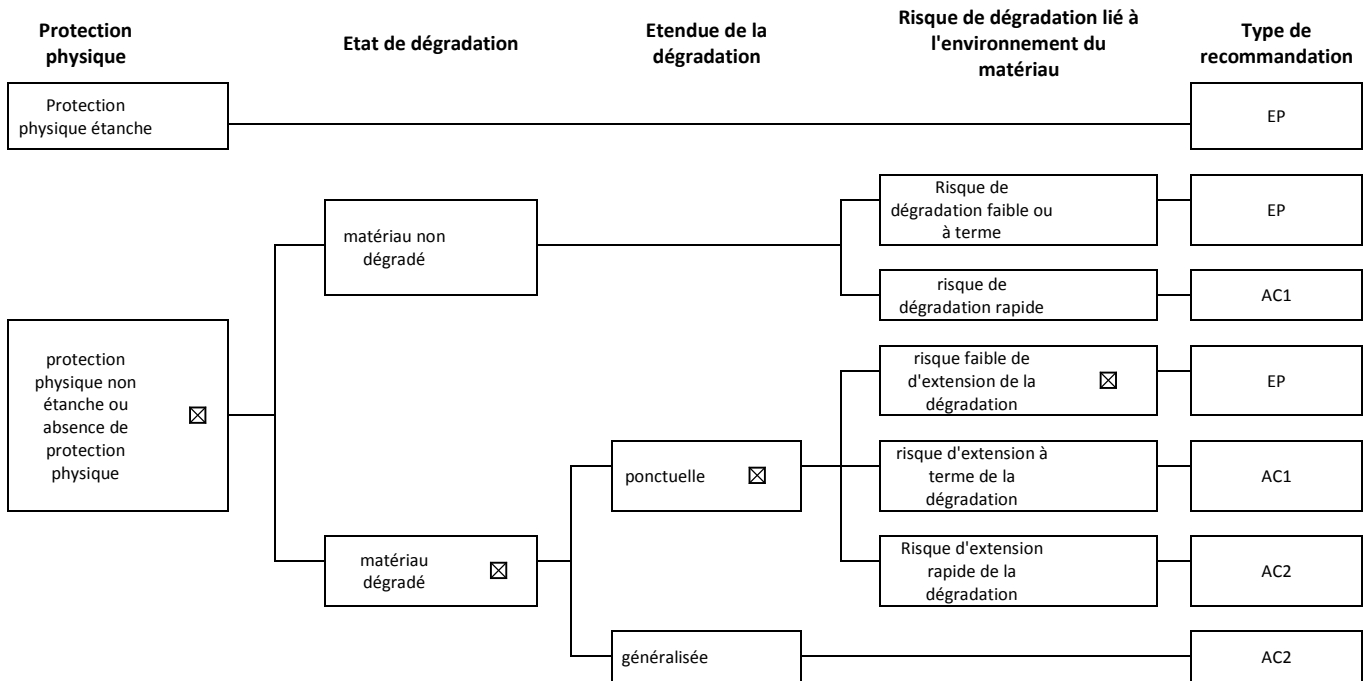 Protection
physique
Etat de dégradation
Etendue de la
dégradation
Risque de dégradation lié à
l'environnement du
matériau
Type de
recommandation
Protection
physique étanche
EP
matériau non
dégradé
Risque de
dégradation faible ou
à terme
EP
risque de
dégradation rapide
AC1
protection
physique non
étanche ou
absence de
protection
physique
☒
risque faible de
d'extension de la
dégradation
☒
EP
ponctuelle ☒
risque d'extension à
terme de la
dégradation
AC1
matériau
dégradé
☒
Risque d'extension
rapide de la
dégradation
AC2
généralisée
AC2